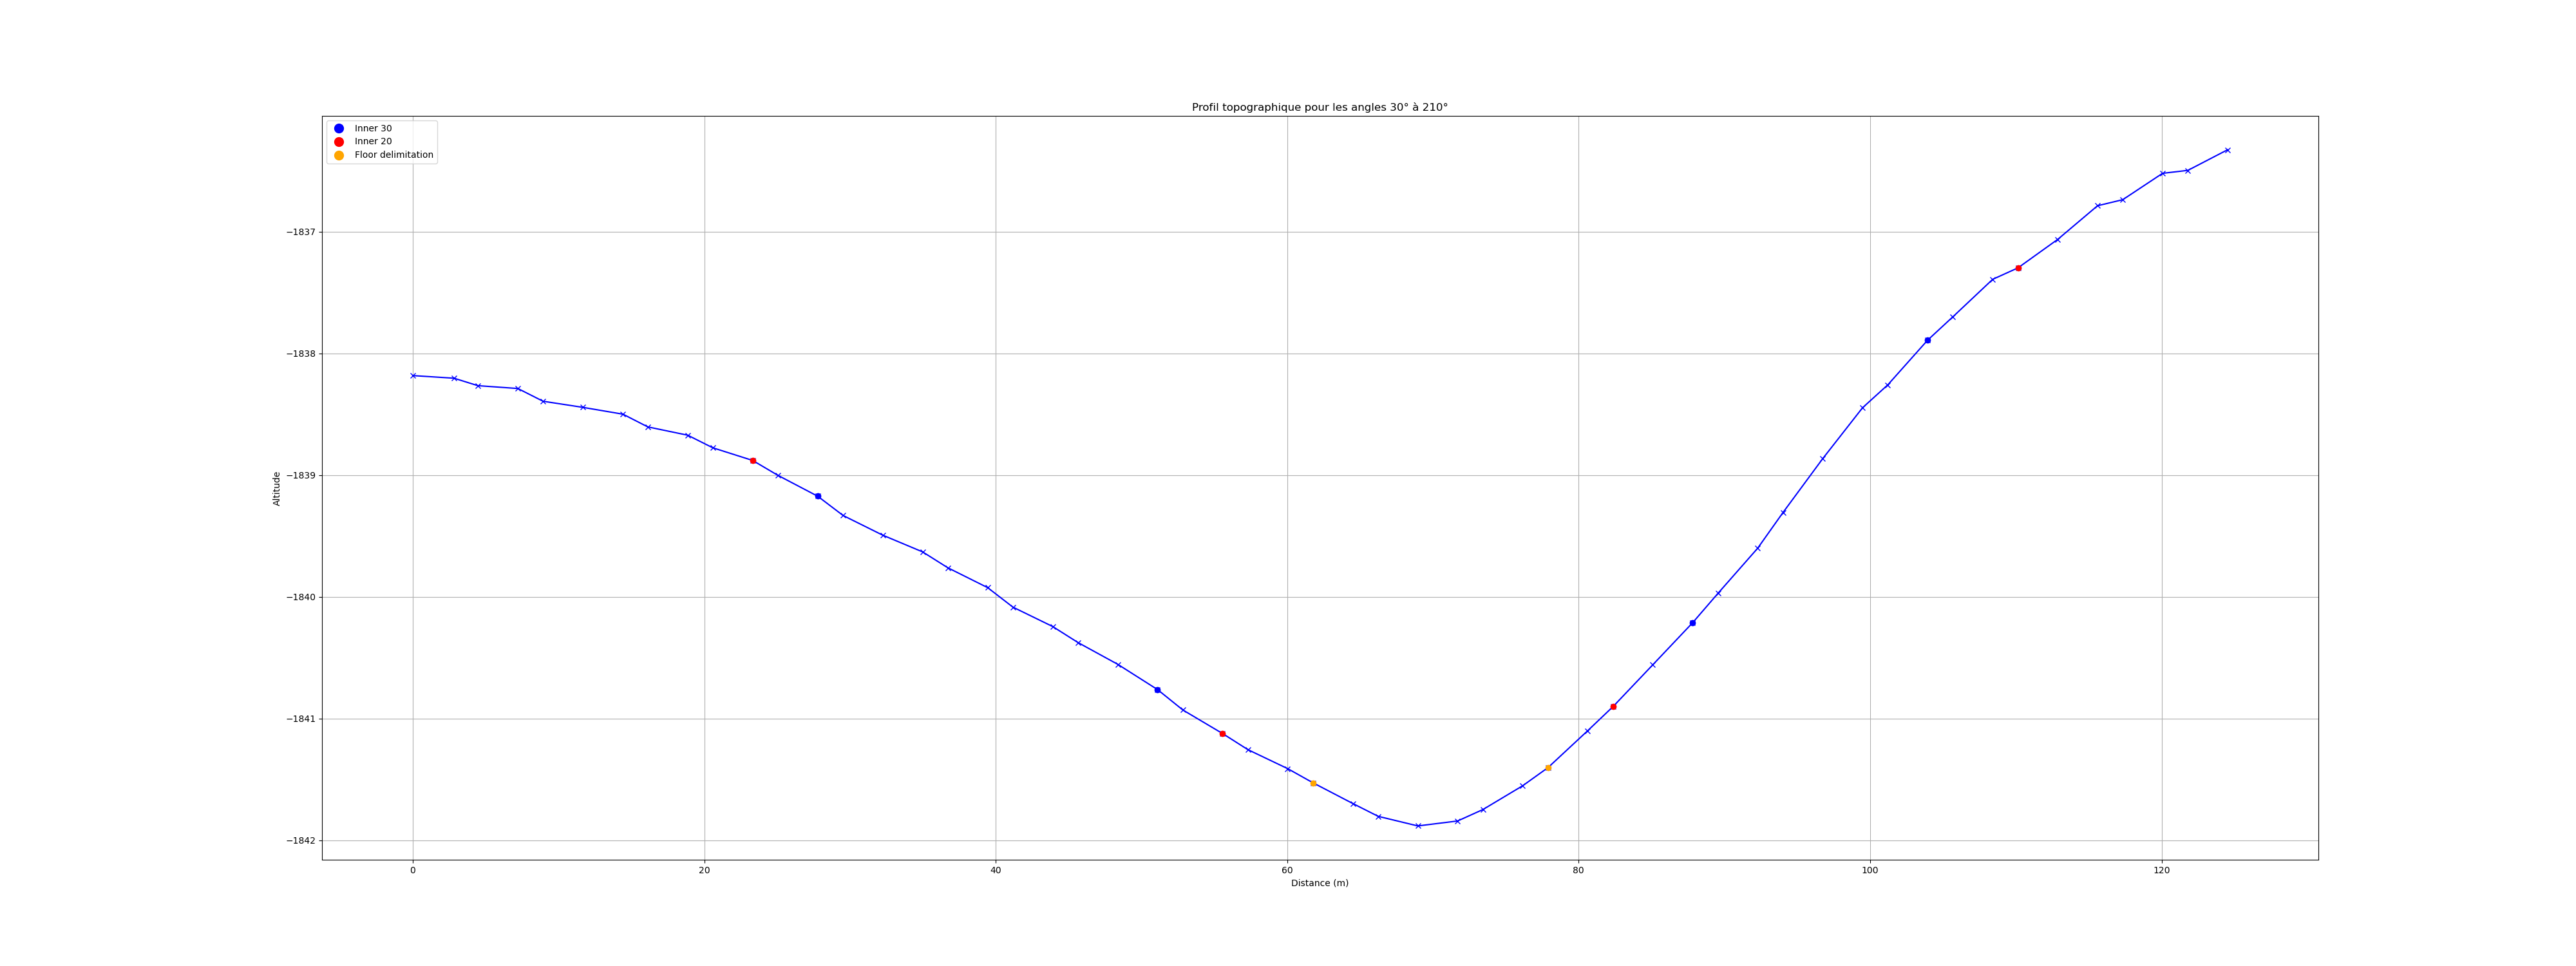 Profil topographique pour les angles 30° à 210°
Inner 30
Inner 20
Floor delimitation
Altitude
−1837
−1838
−1839
−1840
−1841
−1842
0 20 40 60 80 100 120
Distance (m)